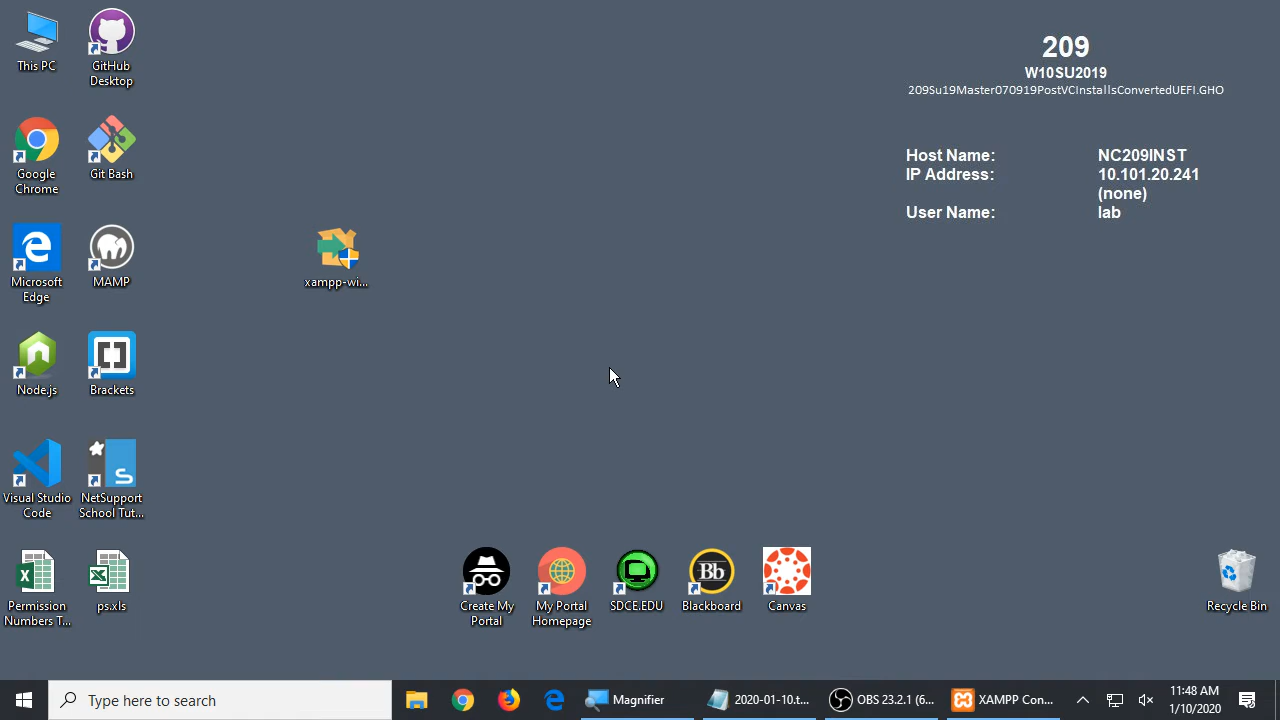 This PC
GitHub
Desktop
209
W10SU2019
209Su19Master070919PostVCInstallsConvertedUEFI.GHO
Google
Chrome
Git Bash
Host Name: NC209INST
IP Address: 10.101.20.241
(none)
User Name: lab
Microsoft
Edge
MAMP
xampp-wi...
Node.js
Brackets
Visual Studio
Code
NetSupport
School Tut...
S
Permission
Numbers T...
ps.xls
Create My
Portal
My Portal
Homepage
SDCE.EDU
Bb
Blackboard
Canvas
Recycle Bin
Type here to search
Magnifier
2020-01-10.t...
OBS 23.2.1 (6...
XAMPP Con...
11:48 AM
1/10/2020